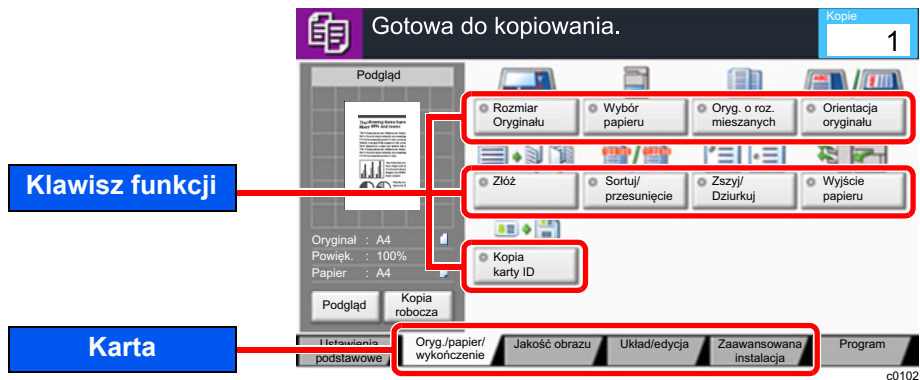 Gotowa do kopiowania.
Kopie
1
Podgląd
Rozmiar
Oryginału
Wybór
papieru
Oryg. o roz.
mieszanych
Orientacja
oryginału
Klawisz funkcji
Złóż
Sortuj/
przesunięcie
Zszyj/
Dziurkuj
Wyjście
papieru
Oryginał : A4
Powięk. : 100%
Papier : A4
Kopia
karty ID
Podgląd
Kopia
robocza
Karta
Ustawienia
podstawowe
Oryg./papier/
wykończenie
Jakość obrazu
Układ/edycja
Zaawansowana
instalacja
Program
c0102